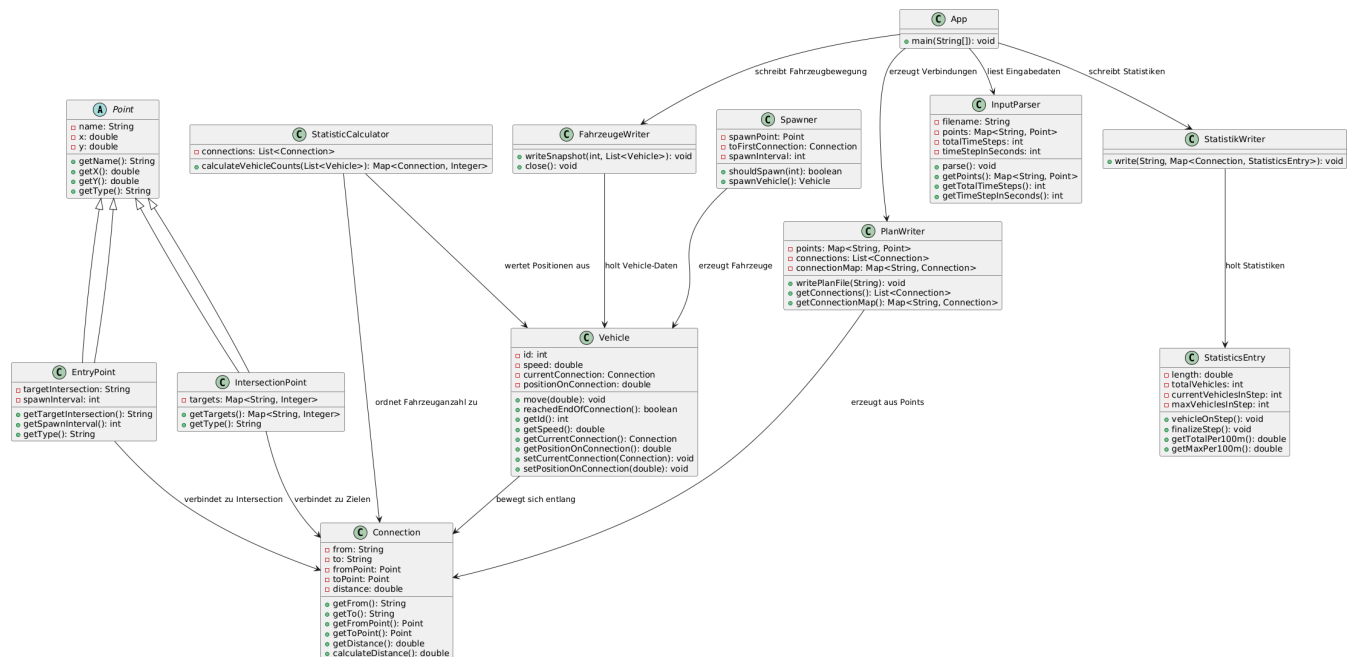 C App
+ main(String[]): void
schreibt Fahrzeugbewegung
erzeugt Verbindungen
liest Eingabedaten
schreibt Statistiken
A Point
name: String
x: double
y: double
getName(): String
getX(): double
getY(): double
getType(): String
C StatisticCalculator
connections: List<Connection>
calculateVehicleCounts(List<Vehicle>): Map<Connection, Integer>
C FahrzeugeWriter
writeSnapshot(int, List<Vehicle>): void
close(): void
C Spawner
spawnPoint: Point
toFirstConnection: Connection
spawnInterval: int
shouldSpawn(int): boolean
spawnVehicle(): Vehicle
C InputParser
filename: String
points: Map<String, Point>
totalTimeSteps: int
timeStepInSeconds: int
parse(): void
getPoints(): Map<String, Point>
getTotalTimeSteps(): int
getTimeStepInSeconds(): int
C StatistikWriter
write(String, Map<Connection, StatisticsEntry>): void
C PlanWriter
points: Map<String, Point>
connections: List<Connection>
connectionMap: Map<String, Connection>
writePlanFile(String): void
getConnections(): List<Connection>
getConnectionMap(): Map<String, Connection>
wertet Positionen aus
holt Vehicle-Daten
erzeugt Fahrzeuge
holt Statistiken
C EntryPoint
targetIntersection: String
spawnInterval: int
getTargetIntersection(): String
getSpawnInterval(): int
getType(): String
C IntersectionPoint
targets: Map<String, Integer>
getTargets(): Map<String, Integer>
getType(): String
ordnet Fahrzeuganzahl zu
C Vehicle
id: int
speed: double
currentConnection: Connection
positionOnConnection: double
move(double): void
reachedEndOfConnection(): boolean
getId(): int
getSpeed(): double
getCurrentConnection(): Connection
getPositionOnConnection(): double
setCurrentConnection(Connection): void
setPositionOnConnection(double): void
erzeugt aus Points
C StatisticsEntry
length: double
totalVehicles: int
currentVehiclesInStep: int
maxVehiclesInStep: int
vehicleOnStep(): void
finalizeStep(): void
getTotalPer100m(): double
getMaxPer100m(): double
verbindet zu Intersection
verbindet zu Zielen
bewegt sich entlang
C Connection
from: String
to: String
fromPoint: Point
toPoint: Point
distance: double
getFrom(): String
getTo(): String
getFromPoint(): Point
getToPoint(): Point
getDistance(): double
calculateDistance(): double